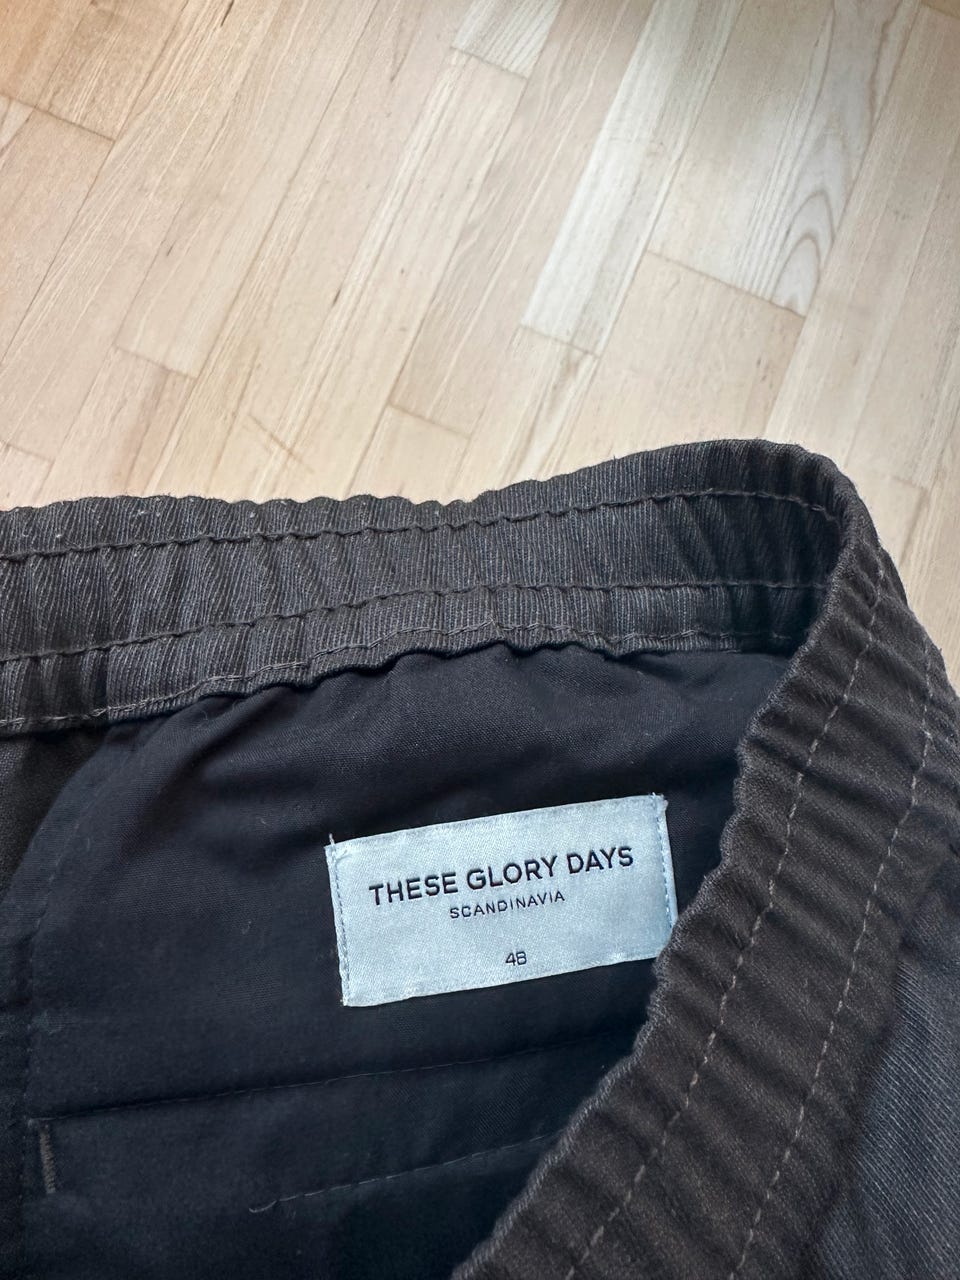 THESE GLORY DAYS
SCANDINAVIA
48